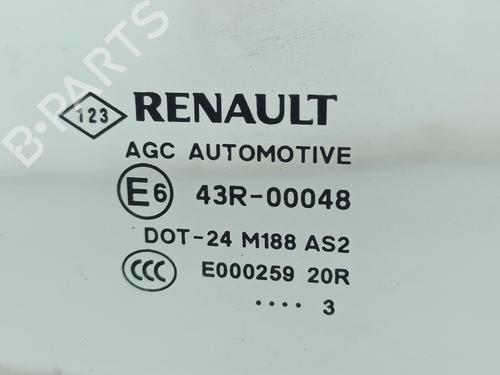 B-PARTS
123 RENAULT
AGC AUTOMOTIVE
E6 43R-00048
DOT-24 M188 AS2
CCC E000259 20R
.... 3